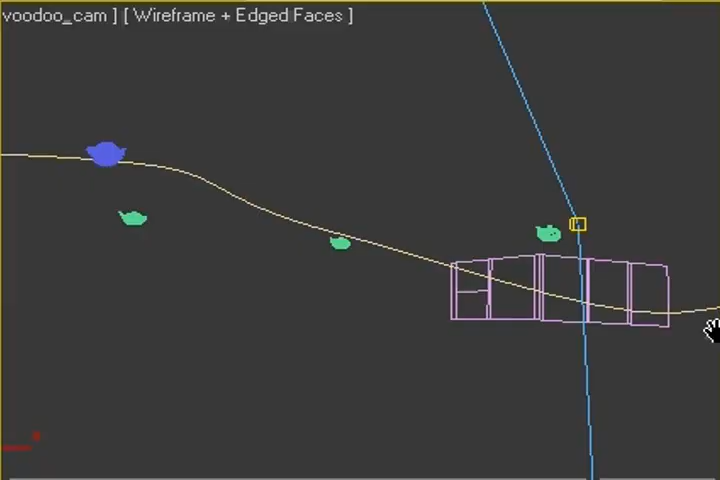 voodoo_cam ] [ Wireframe + Edged Faces ]